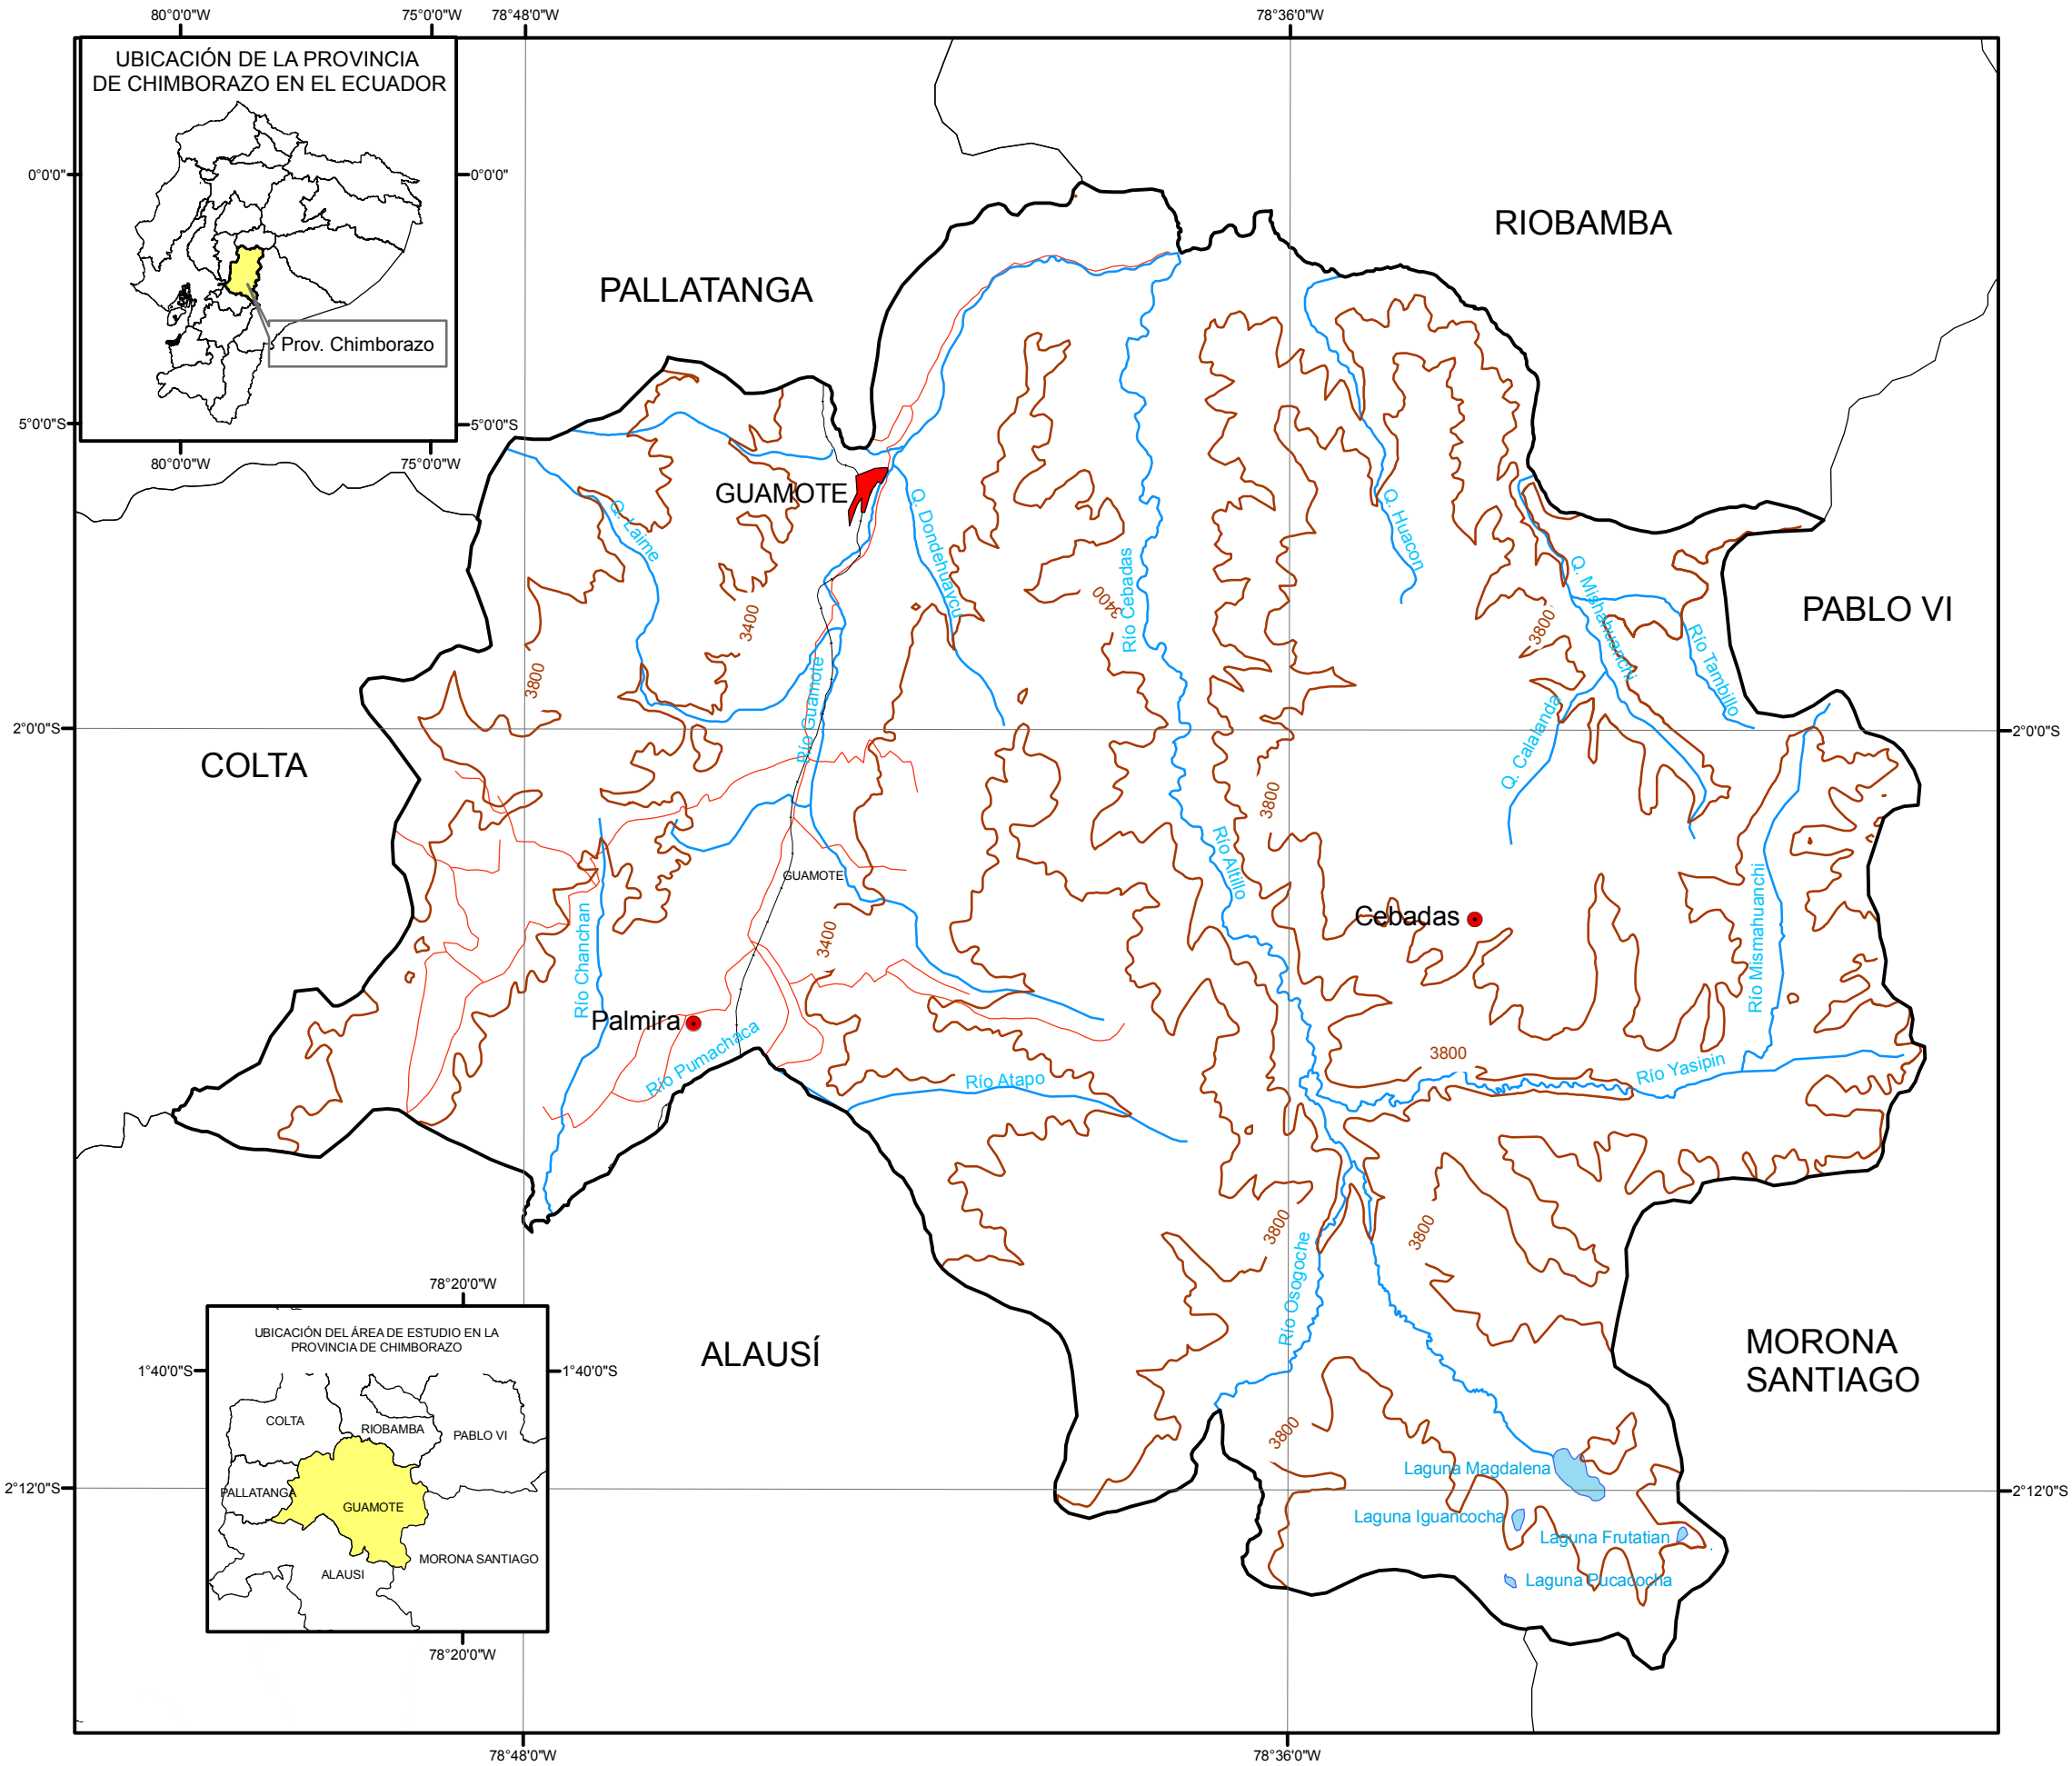 80°0'0"W
75°0'0"W
78°48'0"W
78°36'0"W
UBICACIÓN DE LA PROVINCIA
DE CHIMBORAZO EN EL ECUADOR
0°0'0"
0°0'0"
Prov. Chimborazo
5°0'0"S
5°0'0"S
80°0'0"W
75°0'0"W
RIOBAMBA
PALLATANGA
GUAMOTE
Q. Laime
Q. Dondehuaycu
Q. Huacon
Q. Mishahuanchi
Río Cebadas
3400
3400
3800
3800
PABLO VI
Río Tambillo
Río Guamote
Q. Calalanda
2°0'0"S
2°0'0"S
COLTA
3800
Río Altillo
GUAMOTE
Cebadas
Río Chanchan
3400
Río Mismahuanchi
Palmira
Río Pumachaca
3800
Río Yasipin
Río Atapo
3800
3800
Río Osogoche
78°20'0"W
UBICACIÓN DEL ÁREA DE ESTUDIO EN LA
PROVINCIA DE CHIMBORAZO
1°40'0"S
1°40'0"S
COLTA
RIOBAMBA
PABLO VI
PALLATANGA
GUAMOTE
MORONA SANTIAGO
ALAUSI
78°20'0"W
ALAUSÍ
MORONA
SANTIAGO
3800
Laguna Magdalena
2°12'0"S
2°12'0"S
Laguna Iguancocha
Laguna Frutatian
Laguna Pucacocha
78°48'0"W
78°36'0"W